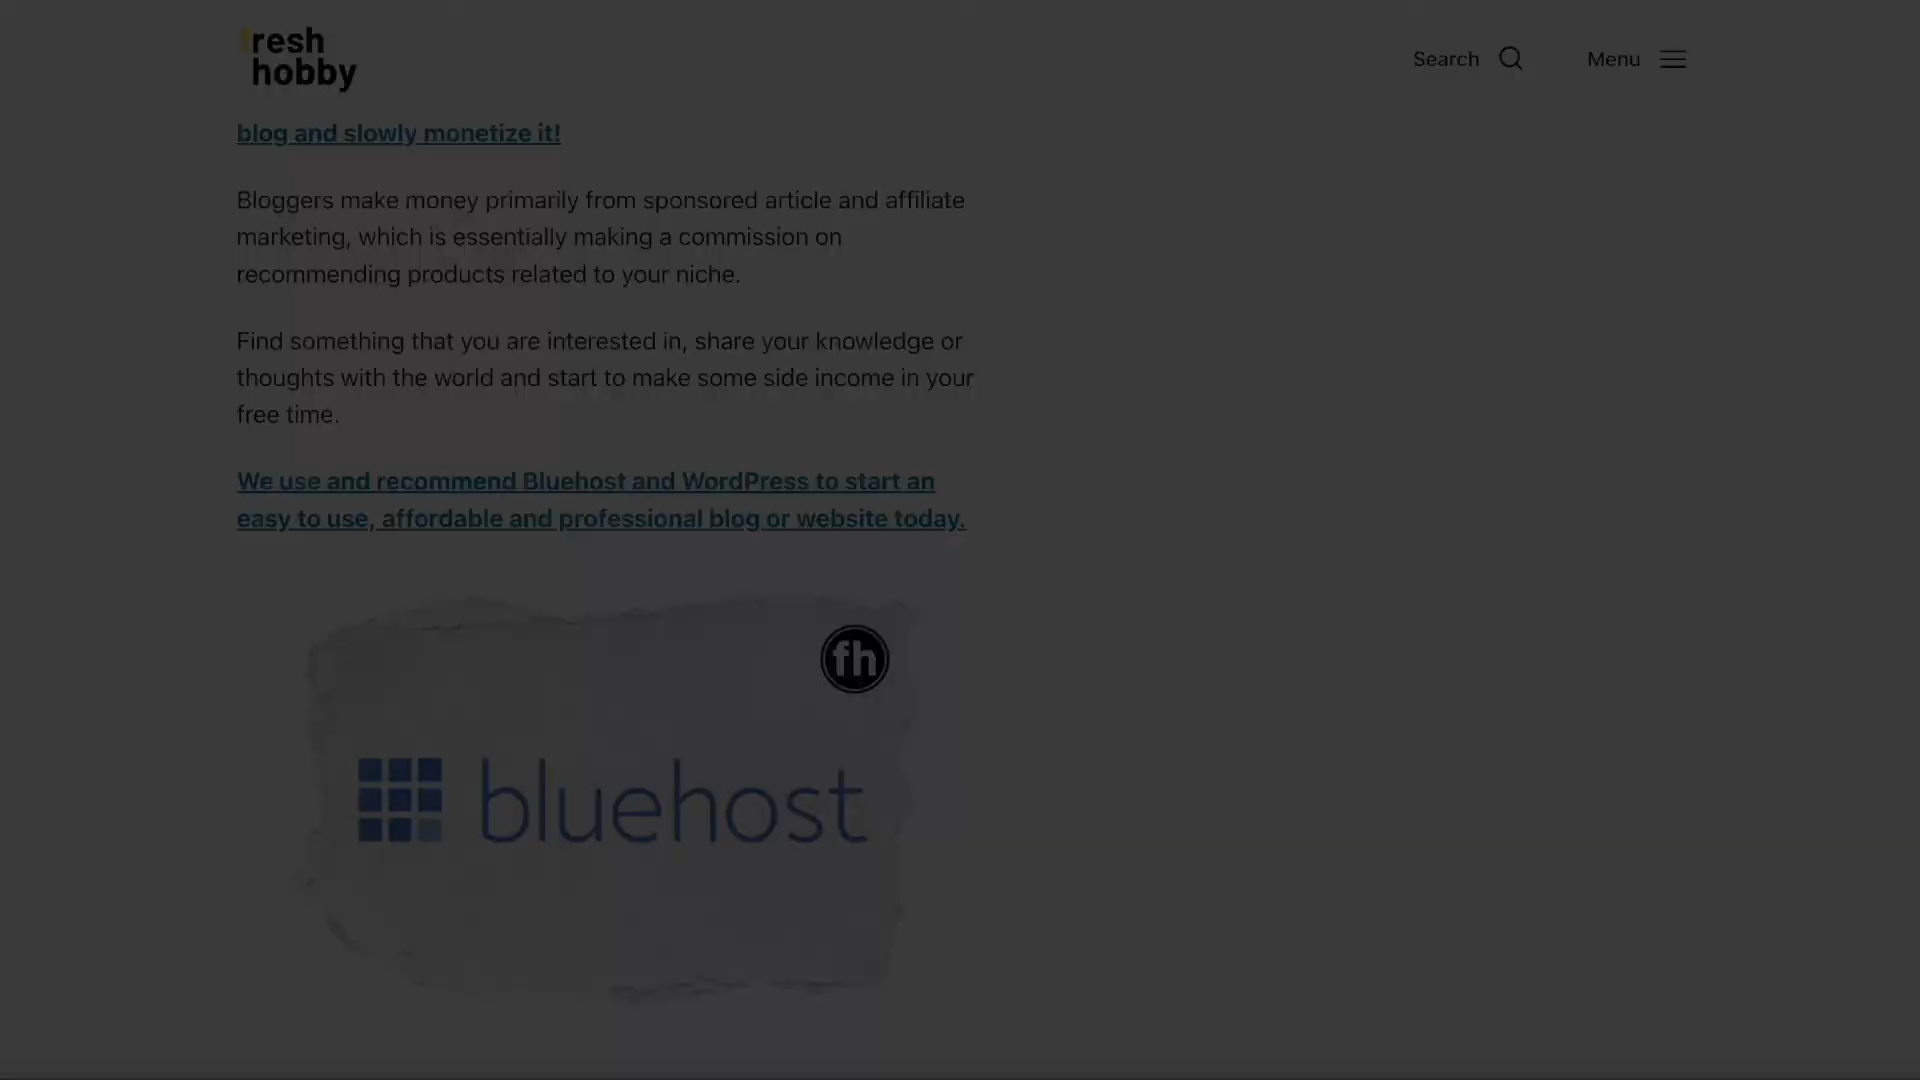 fresh
hobby
Search
Menu
blog and slowly monetize it!
Bloggers make money primarily from sponsored article and affiliate
marketing, which is essentially making a commission on
recommending products related to your niche.
Find something that you are interested in, share your knowledge or
thoughts with the world and start to make some side income in your
free time.
We use and recommend Bluehost and WordPress to start an
easy to use, affordable and professional blog or website today.
fh
bluehost